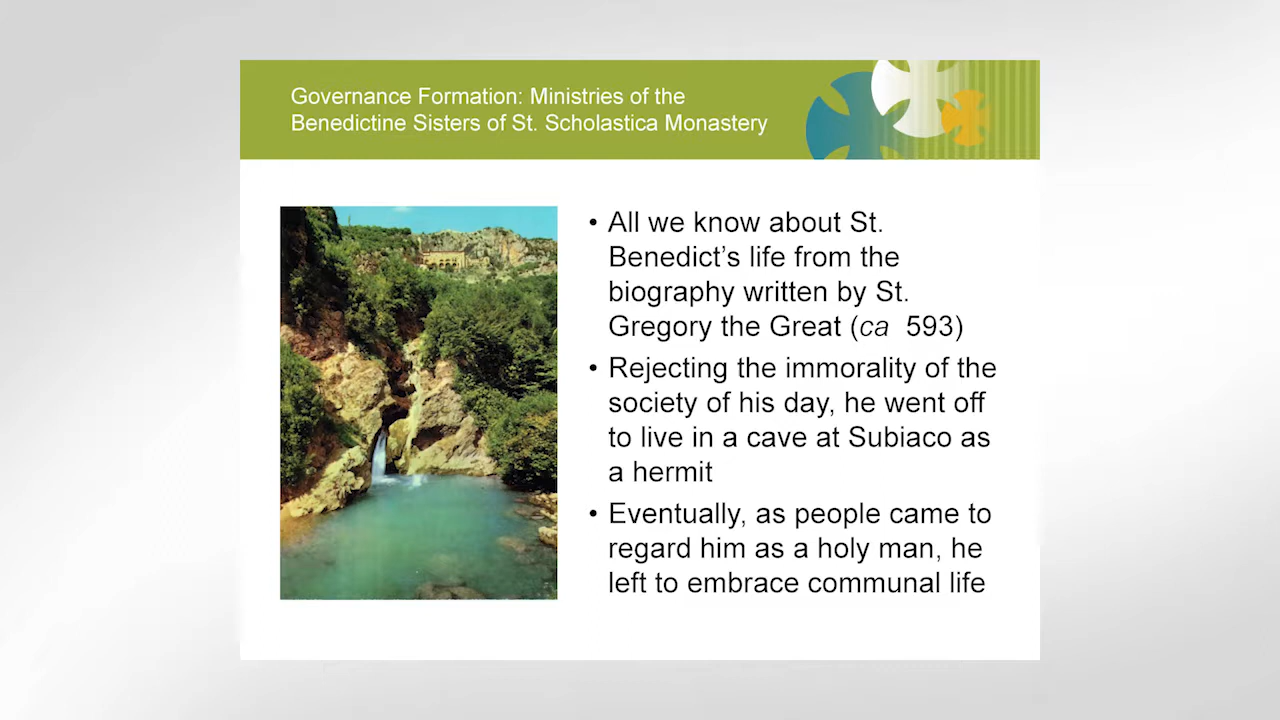 Governance Formation: Ministries of the
Benedictine Sisters of St. Scholastica Monastery
• All we know about St.
Benedict’s life from the
biography written by St.
Gregory the Great (ca 593)
• Rejecting the immorality of the
society of his day, he went off
to live in a cave at Subiaco as
a hermit
• Eventually, as people came to
regard him as a holy man, he
left to embrace communal life